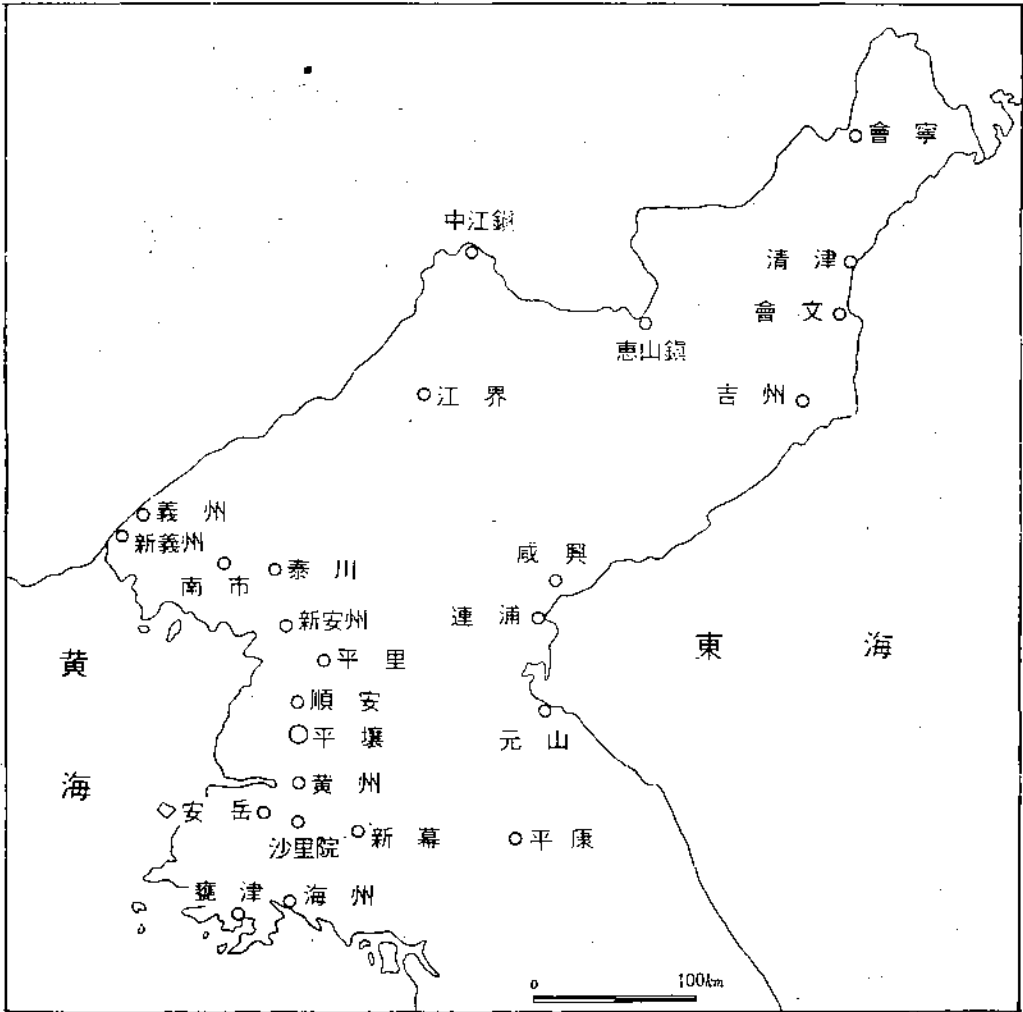 會 寧
中江鎭
清 津
會 文
惠山鎭
江 界
吉 州
義 州
新義州
南 市
泰 川
咸 興
新安州
連 浦
平 里
順 安
平 壤
元 山
黄 州
安 岳
沙里院
新 幕
平 康
甕 津
海 州
黄 海
東 海
0 100km